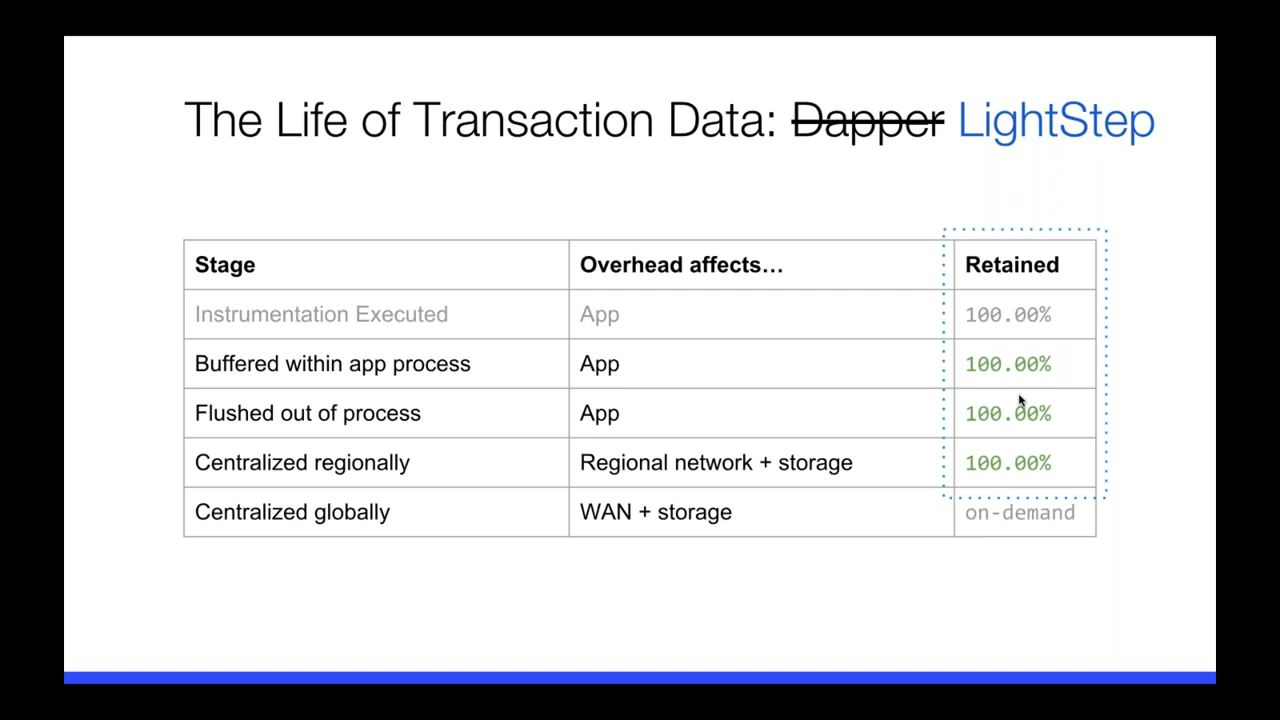 The Life of Transaction Data: Dapper LightStep
Stage Overhead affects… Retained
Instrumentation Executed App 100.00%
Buffered within app process App 100.00%
Flushed out of process App 100.00%
Centralized regionally Regional network + storage 100.00%
Centralized globally WAN + storage on-demand